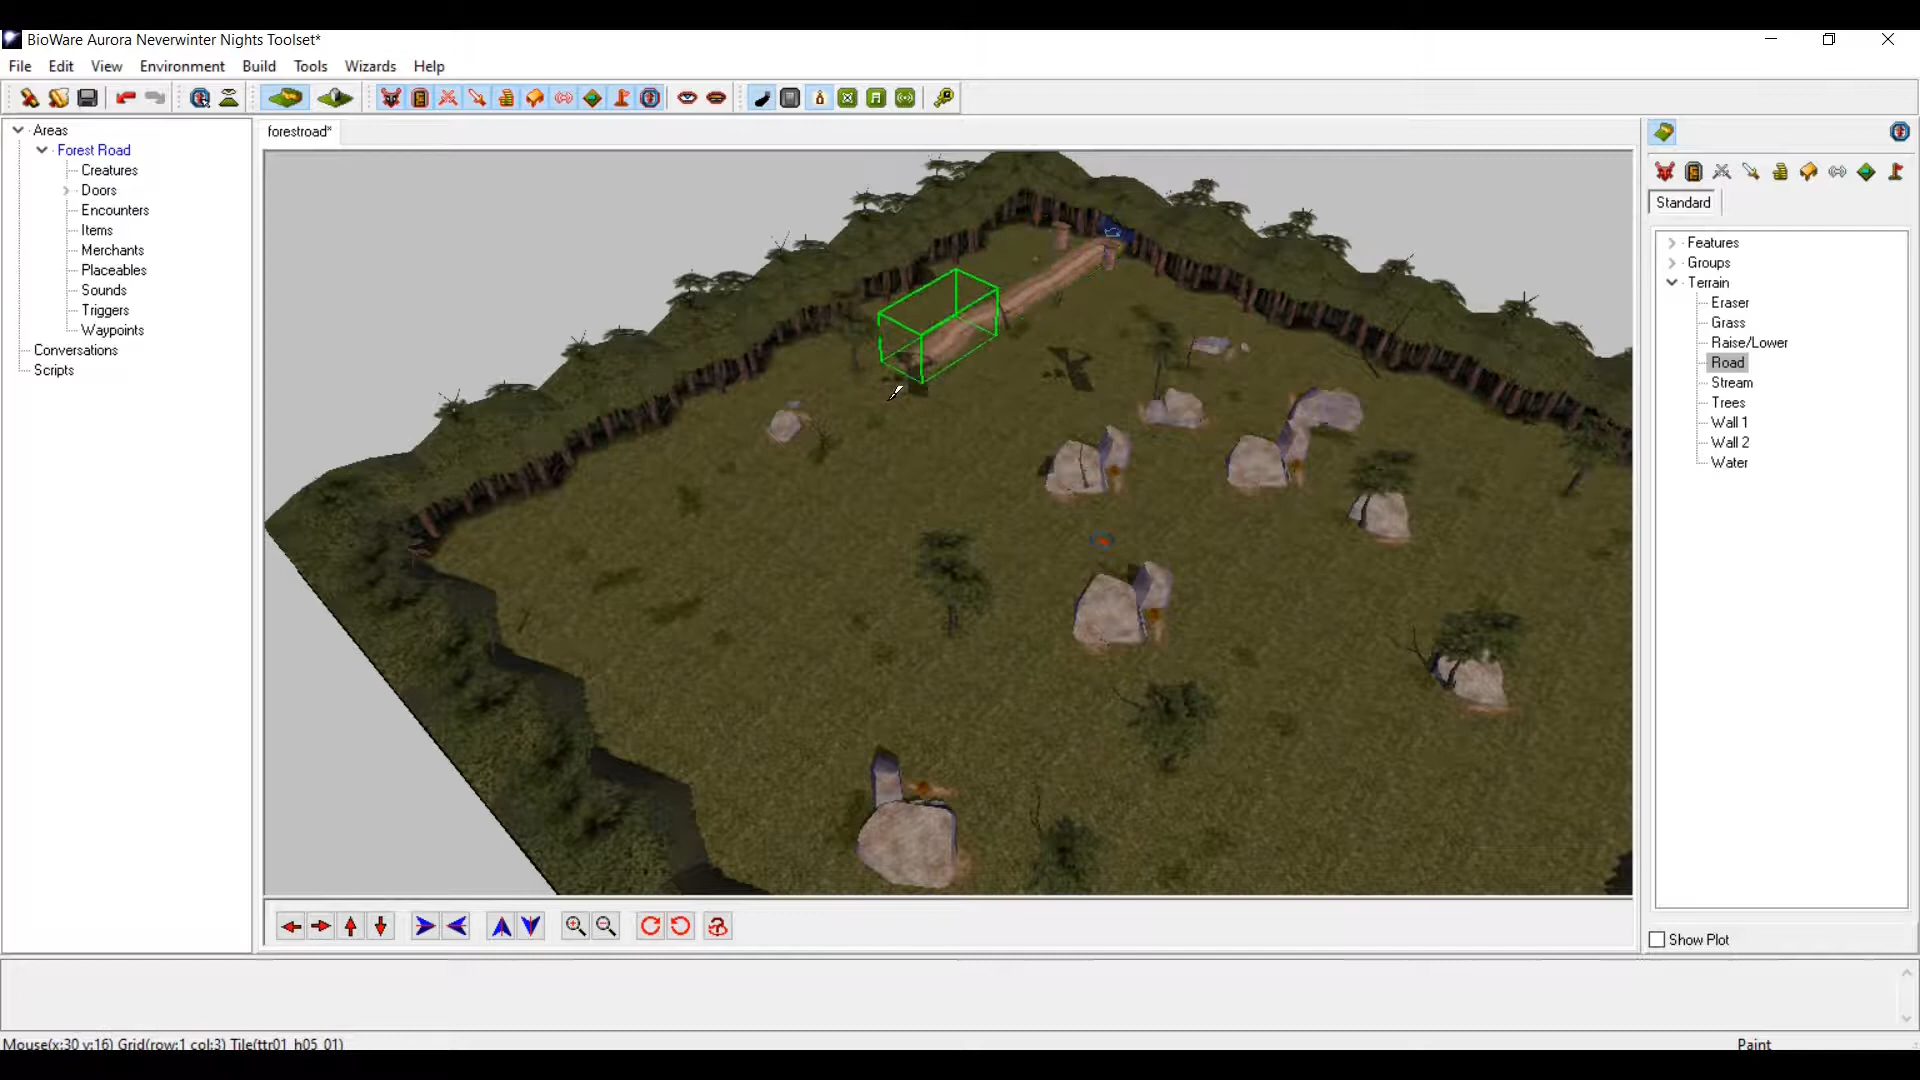 BioWare Aurora Neverwinter Nights Toolset*
File Edit View Environment Build Tools Wizards Help
Areas
Forest Road
Creatures
Doors
Encounters
Items
Merchants
Placeables
Sounds
Triggers
Waypoints
Conversations
Scripts
forestroad*
Standard
Features
Groups
Terrain
Eraser
Grass
Raise/Lower
Road
Stream
Trees
Wall 1
Wall 2
Water
Show Plot
Mouse(x:30 y:16) Grid(row:1 col:3) Tile(ttr01_h05_01)
Paint